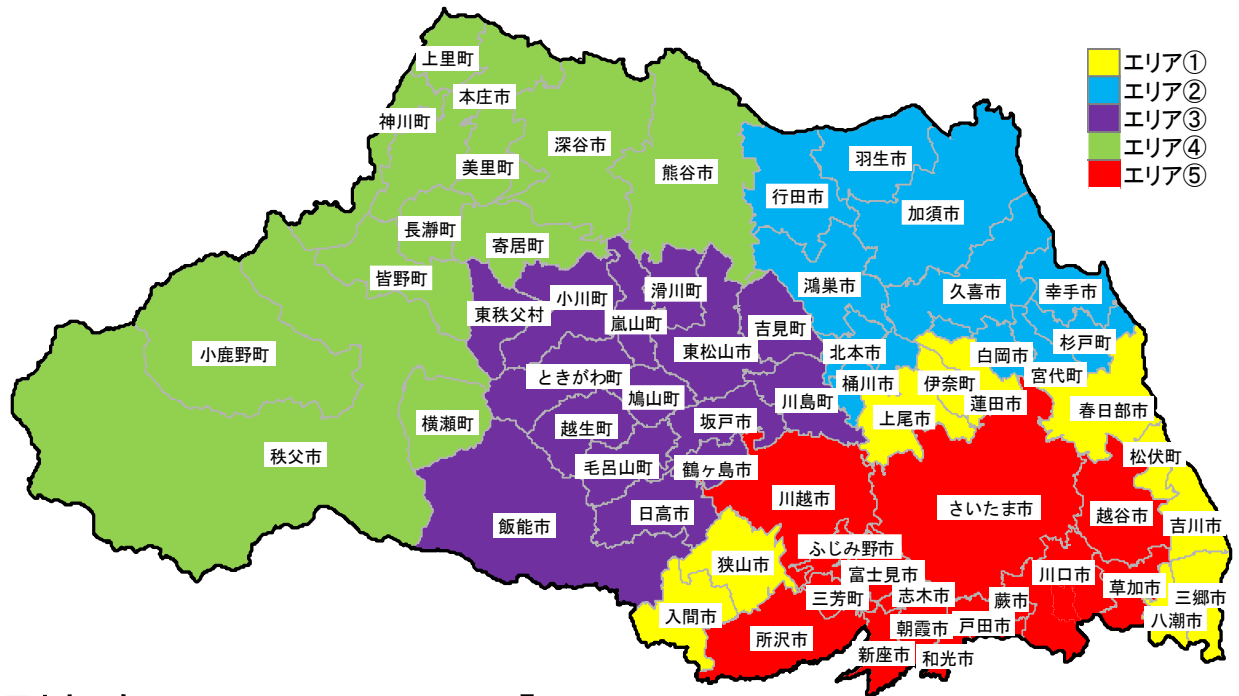 エリア①
エリア②
エリア③
エリア④
エリア⑤
上里町
本庄市
神川町
深谷市
美里町
熊谷市
羽生市
行田市
加須市
長瀞町
寄居町
皆野町
鴻巣市
久喜市
幸手市
小川町
滑川町
東秩父村
嵐山町
吉見町
杉戸町
東松山市
北本市
白岡市
小鹿野町
ときがわ町
桶川市
伊奈町
宮代町
鳩山町
川島町
蓮田市
横瀬町
坂戸市
上尾市
春日部市
越生町
秩父市
毛呂山町
鶴ヶ島市
松伏町
川越市
さいたま市
飯能市
日高市
越谷市
吉川市
ふじみ野市
狭山市
富士見市
川口市
三芳町
志木市
蕨市
草加市
三郷市
入間市
朝霞市
戸田市
八潮市
所沢市
新座市
和光市